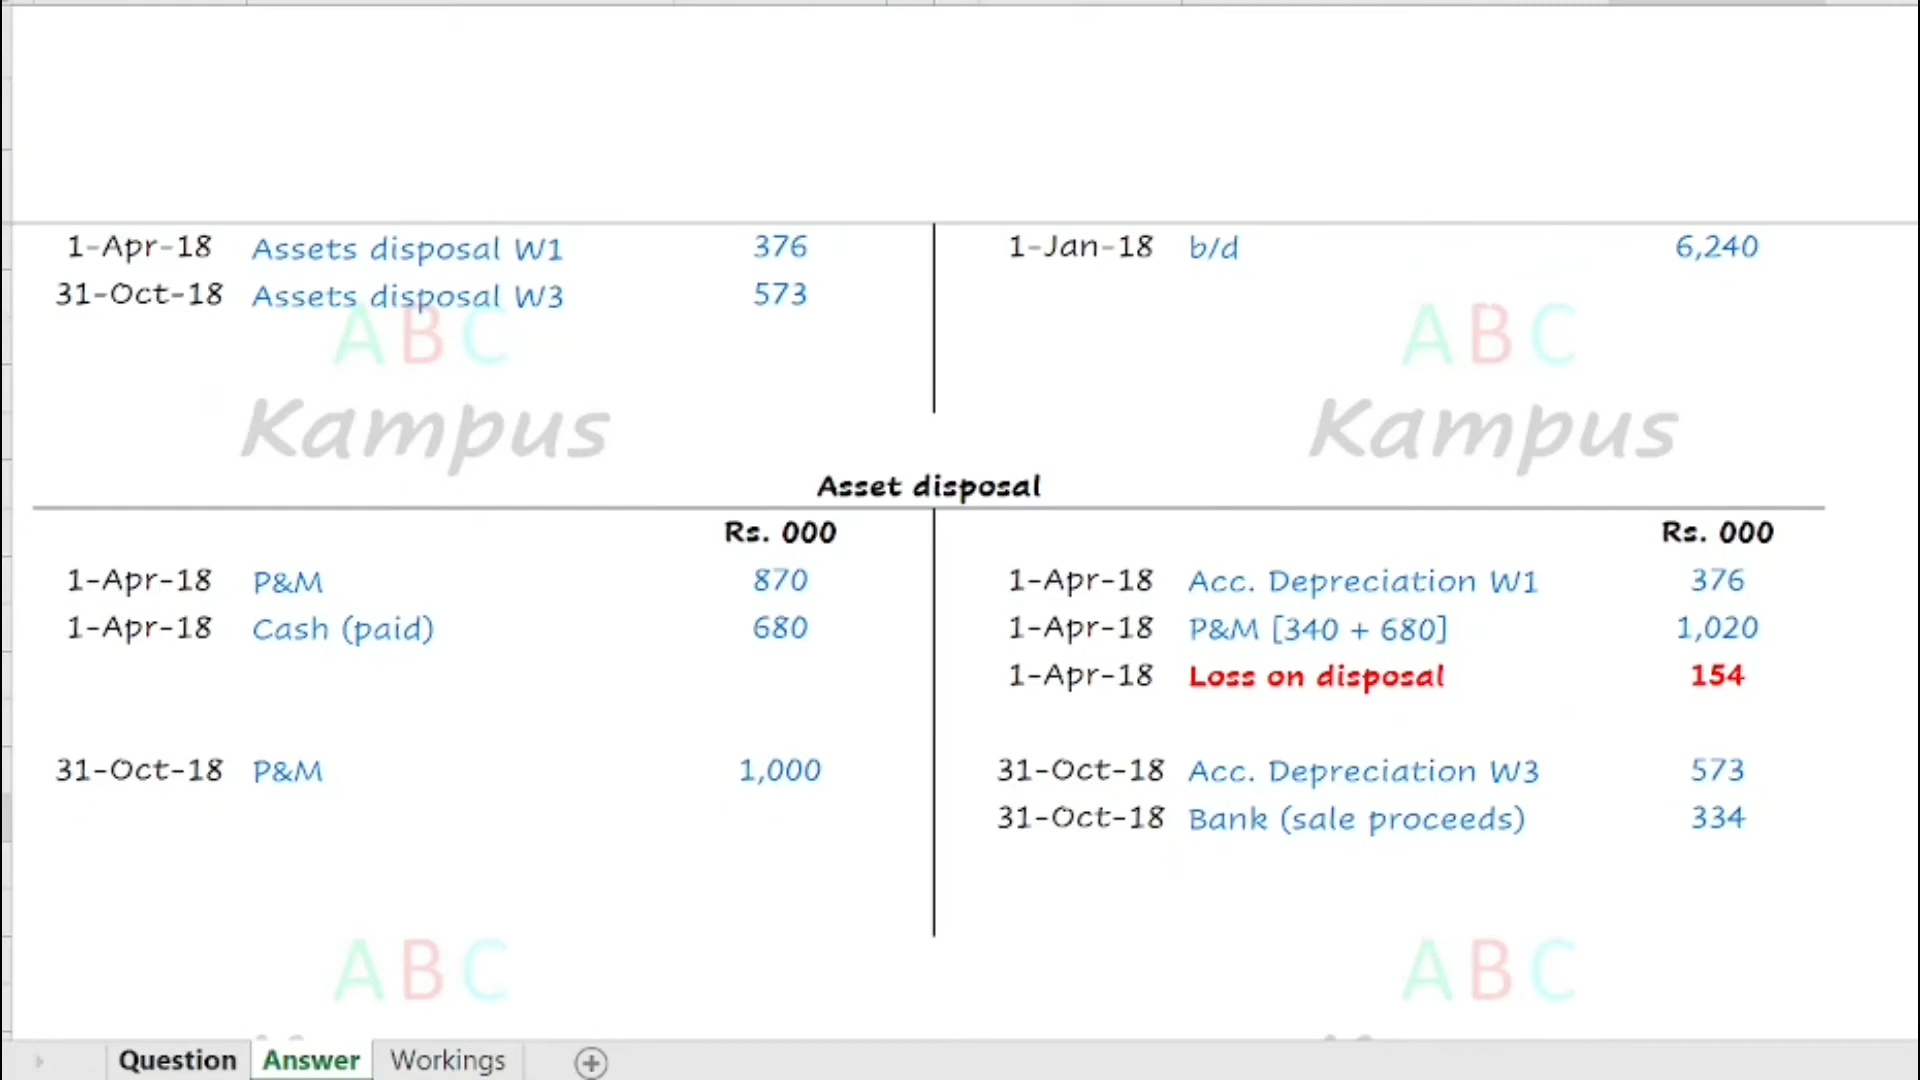 1-Apr-18 Assets disposal W1 376 1-Jan-18 b/d 6,240
31-Oct-18 Assets disposal W3 573
ABC ABC
Kampus Kampus
Asset disposal
Rs. 000 Rs. 000
1-Apr-18 P&M 870 1-Apr-18 Acc. Depreciation W1 376
1-Apr-18 Cash (paid) 680 1-Apr-18 P&M [340 + 680] 1,020
1-Apr-18 Loss on disposal 154
31-Oct-18 P&M 1,000 31-Oct-18 Acc. Depreciation W3 573
31-Oct-18 Bank (sale proceeds) 334
ABC ABC
Question Answer Workings